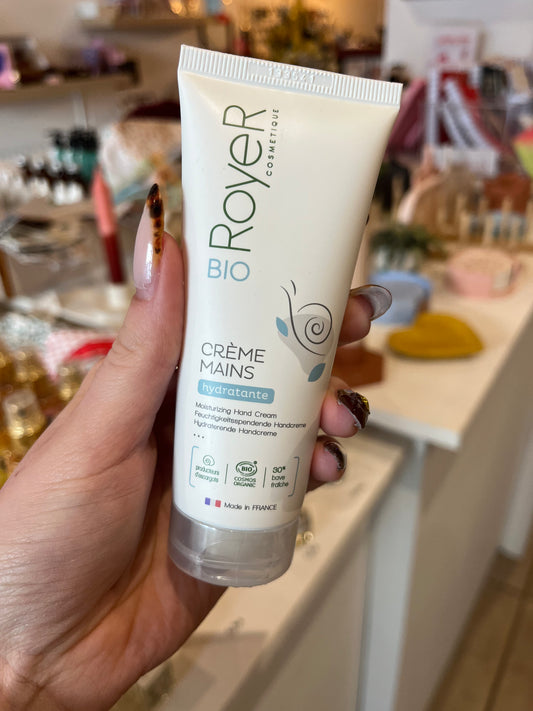 RoyeR
COSMETIQUE
BIO
CRÈME
MAINS
hydratante
Moisturizing Hand Cream
Feuchtigkeitsspendende Handcreme
Hydraterende Handcreme
...
producteurs
d'escargots
BIO
COSMOS
ORGANIC
30%
bave
fraîche
Made in FRANCE